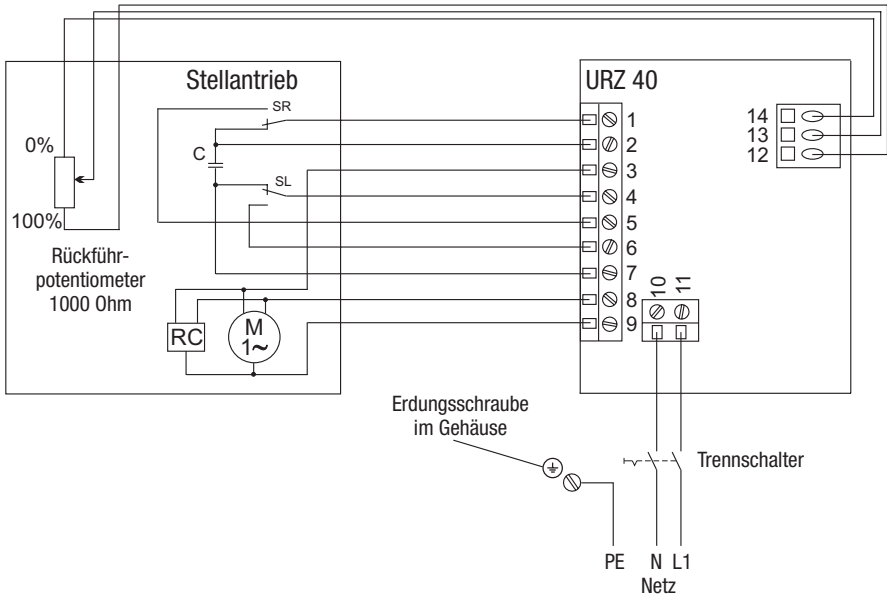 Stellantrieb
URZ 40
SR
1
14
0%
2
13
C
12
3
SL
4
100%
5
Rückführ-
potentiometer
1000 Ohm
6
7
10
11
8
RC
M
1~
9
Erdungsschraube
im Gehäuse
Trennschalter
PE
N
L1
Netz